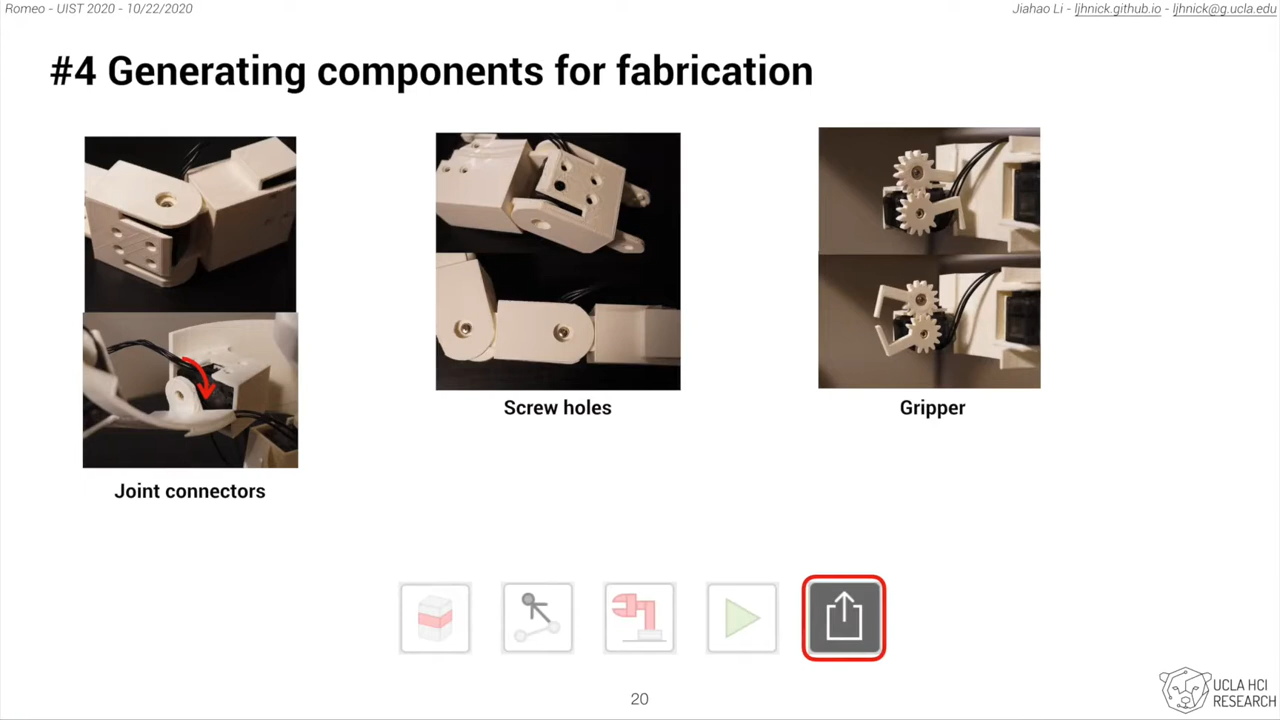 Romeo - UIST 2020 - 10/22/2020
Jiahao Li - ljhnick.github.io - ljhnick@g.ucla.edu
#4 Generating components for fabrication
Screw holes
Gripper
Joint connectors
20
UCLA HCI
RESEARCH